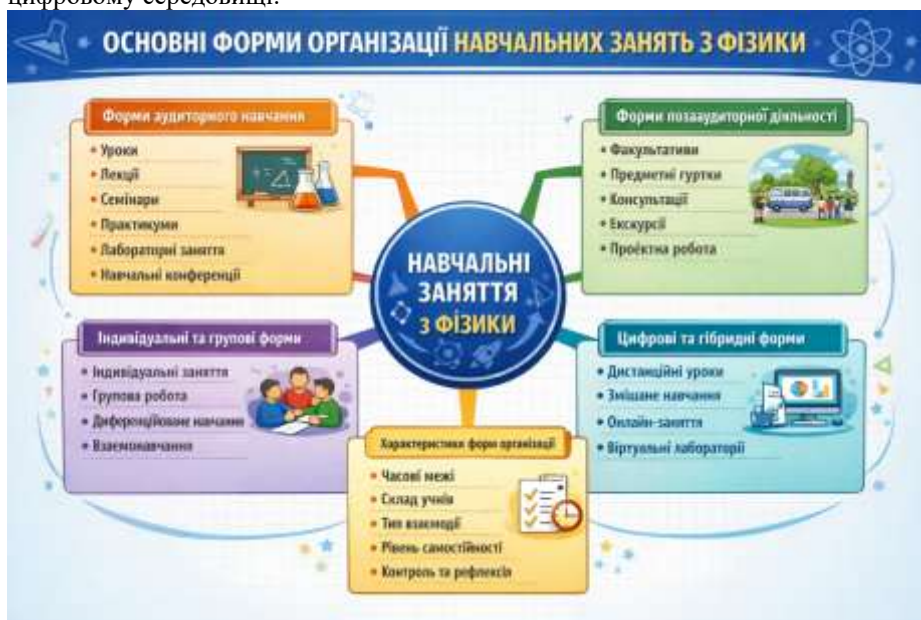 цифровому середовищі.
ОСНОВНІ ФОРМИ ОРГАНІЗАЦІЇ НАВЧАЛЬНИХ ЗАНЯТЬ З ФІЗИКИ
Форми аудиторного навчання
• Уроки
• Лекції
• Семінари
• Практикуми
• Лабораторні заняття
• Навчальні конференції
Форми позааудиторної діяльності
• Факультативи
• Предметні гуртки
• Консультації
• Екскурсії
• Проєктна робота
НАВЧАЛЬНІ
ЗАНЯТТЯ
З ФІЗИКИ
Індивідуальні та групові форми
• Індивідуальні заняття
• Групова робота
• Диференційоване навчання
• Взаємонавчання
Цифрові та гібридні форми
• Дистанційні уроки
• Змішане навчання
• Онлайн-заняття
• Віртуальні лабораторії
Характеристики форм організації
• Часові межі
• Склад учнів
• Тип взаємодії
• Рівень самостійності
• Контроль та рефлексія